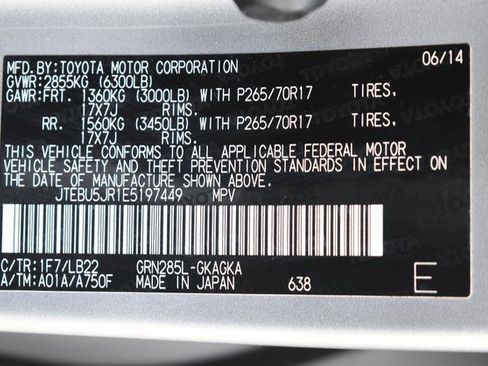 06/14
MFD.BY:TOYOTA MOTOR CORPORATION
GVWR:2855KG (6300LB)
GAWR:FRT. 1360KG (3000LB) WITH P265/70R17 TIRES,
17X7J RIMS.
RR. 1560KG (3450LB) WITH P265/70R17 TIRES,
17X7J RIMS.
THIS VEHICLE CONFORMS TO ALL APPLICABLE FEDERAL MOTOR
VEHICLE SAFETY AND THEFT PREVENTION STANDARDS IN EFFECT ON
THE DATE OF MANUFACTURE SHOWN ABOVE.
JTEBU5JR1E5197449 MPV
C/TR:1F7/LB22 GRN285L-GKAGKA
A/TM:A01A/A750F MADE IN JAPAN 638 E